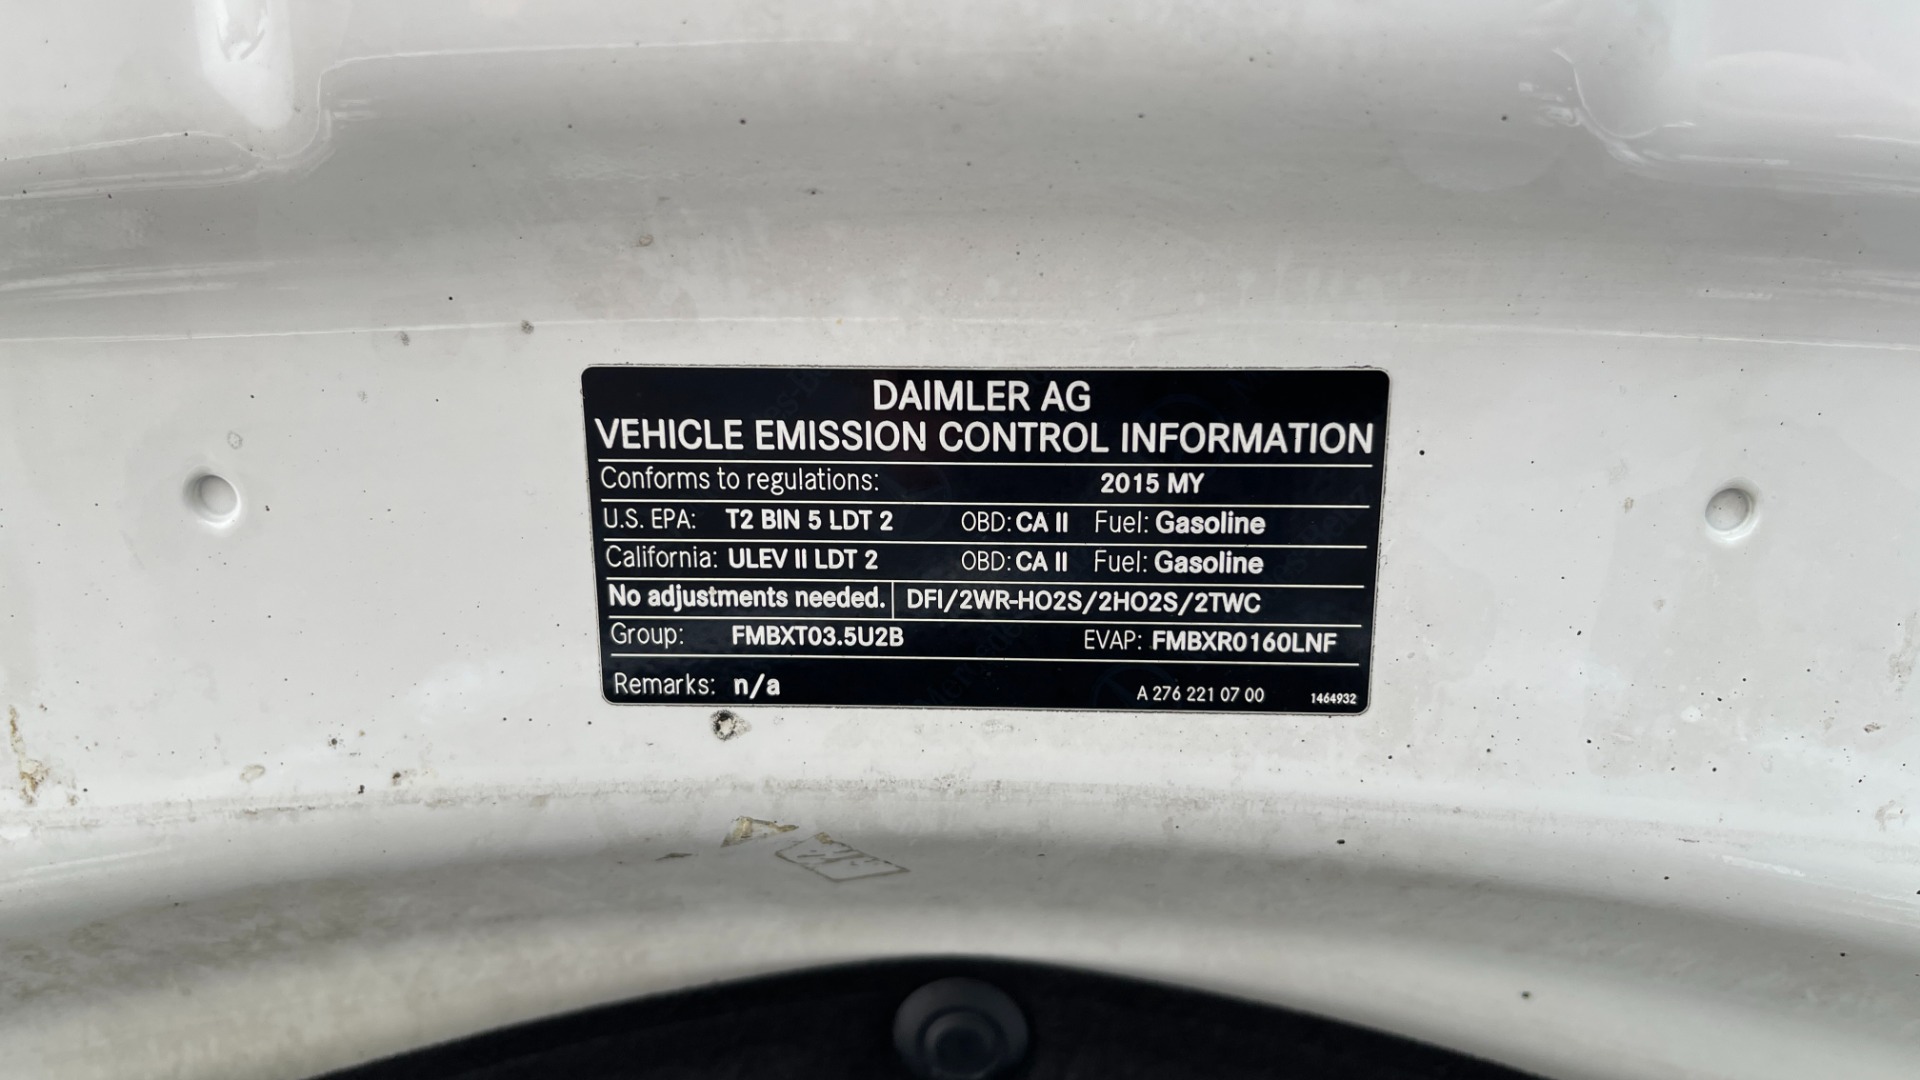 DAIMLER AG
VEHICLE EMISSION CONTROL INFORMATION
Conforms to regulations: 2015 MY
U.S. EPA: T2 BIN 5 LDT 2 OBD: CA II Fuel: Gasoline
California: ULEV II LDT 2 OBD: CA II Fuel: Gasoline
No adjustments needed. DFI/2WR-HO2S/2HO2S/2TWC
Group: FMBXT03.5U2B EVAP: FMBXR0160LNF
Remarks: n/a A 276 221 07 00 1464932